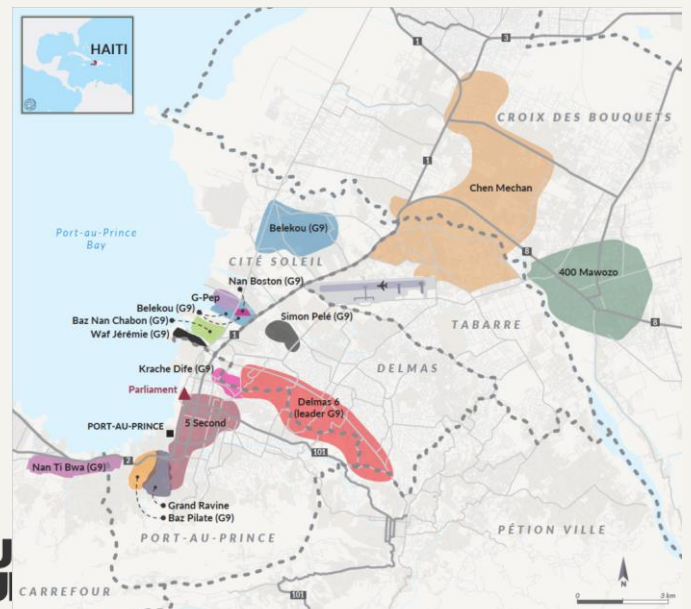 HAITI
1
3
CROIX DES BOUQUETS
1
Chen Mechan
Port-au-Prince
Bay
Belekou (G9)
CITÉ SOLEIL
8
400 Mawozo
Nan Boston (G9)
G-Pep
Belekou (G9)
Baz Nan Chabon (G9)
Waf Jérémie (G9)
1
Simon Pelé (G9)
TABARRE
8
Krache Dife (G9)
DELMAS
Parliament
Delmas 6
(leader G9)
PORT-AU-PRINCE
5 Second
101
2
Nan Ti Bwa (G9)
Grand Ravine
Baz Pilate (G9)
PORT-AU-PRINCE
PÉTION VILLE
N
CARREFOUR
101
0
3 km